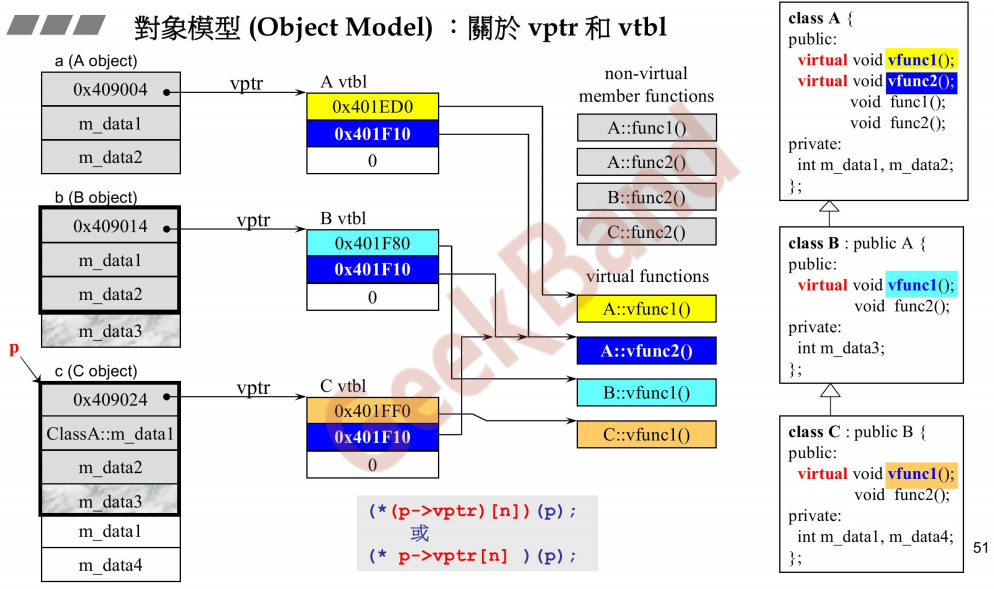 對象模型 (Object Model) ：關於 vptr 和 vtbl
a (A object)
0x409004
m_data1
m_data2
vptr
A vtbl
0x401ED0
0x401F10
0
b (B object)
0x409014
m_data1
m_data2
m_data3
vptr
B vtbl
0x401F80
0x401F10
0
p
c (C object)
0x409024
ClassA::m_data1
m_data2
m_data3
m_data1
m_data4
vptr
C vtbl
0x401FF0
0x401F10
0
(*(p->vptr)[n])(p);
或
(* p->vptr[n] )(p);
non-virtual
member functions
A::func1()
A::func2()
B::func2()
C::func2()
virtual functions
A::vfunc1()
A::vfunc2()
B::vfunc1()
C::vfunc1()
class A {
public:
virtual void vfunc1();
virtual void vfunc2();
void func1();
void func2();
private:
int m_data1, m_data2;
};
class B : public A {
public:
virtual void vfunc1();
void func2();
private:
int m_data3;
};
class C : public B {
public:
virtual void vfunc1();
void func2();
private:
int m_data1, m_data4;
};
51
GeekBand